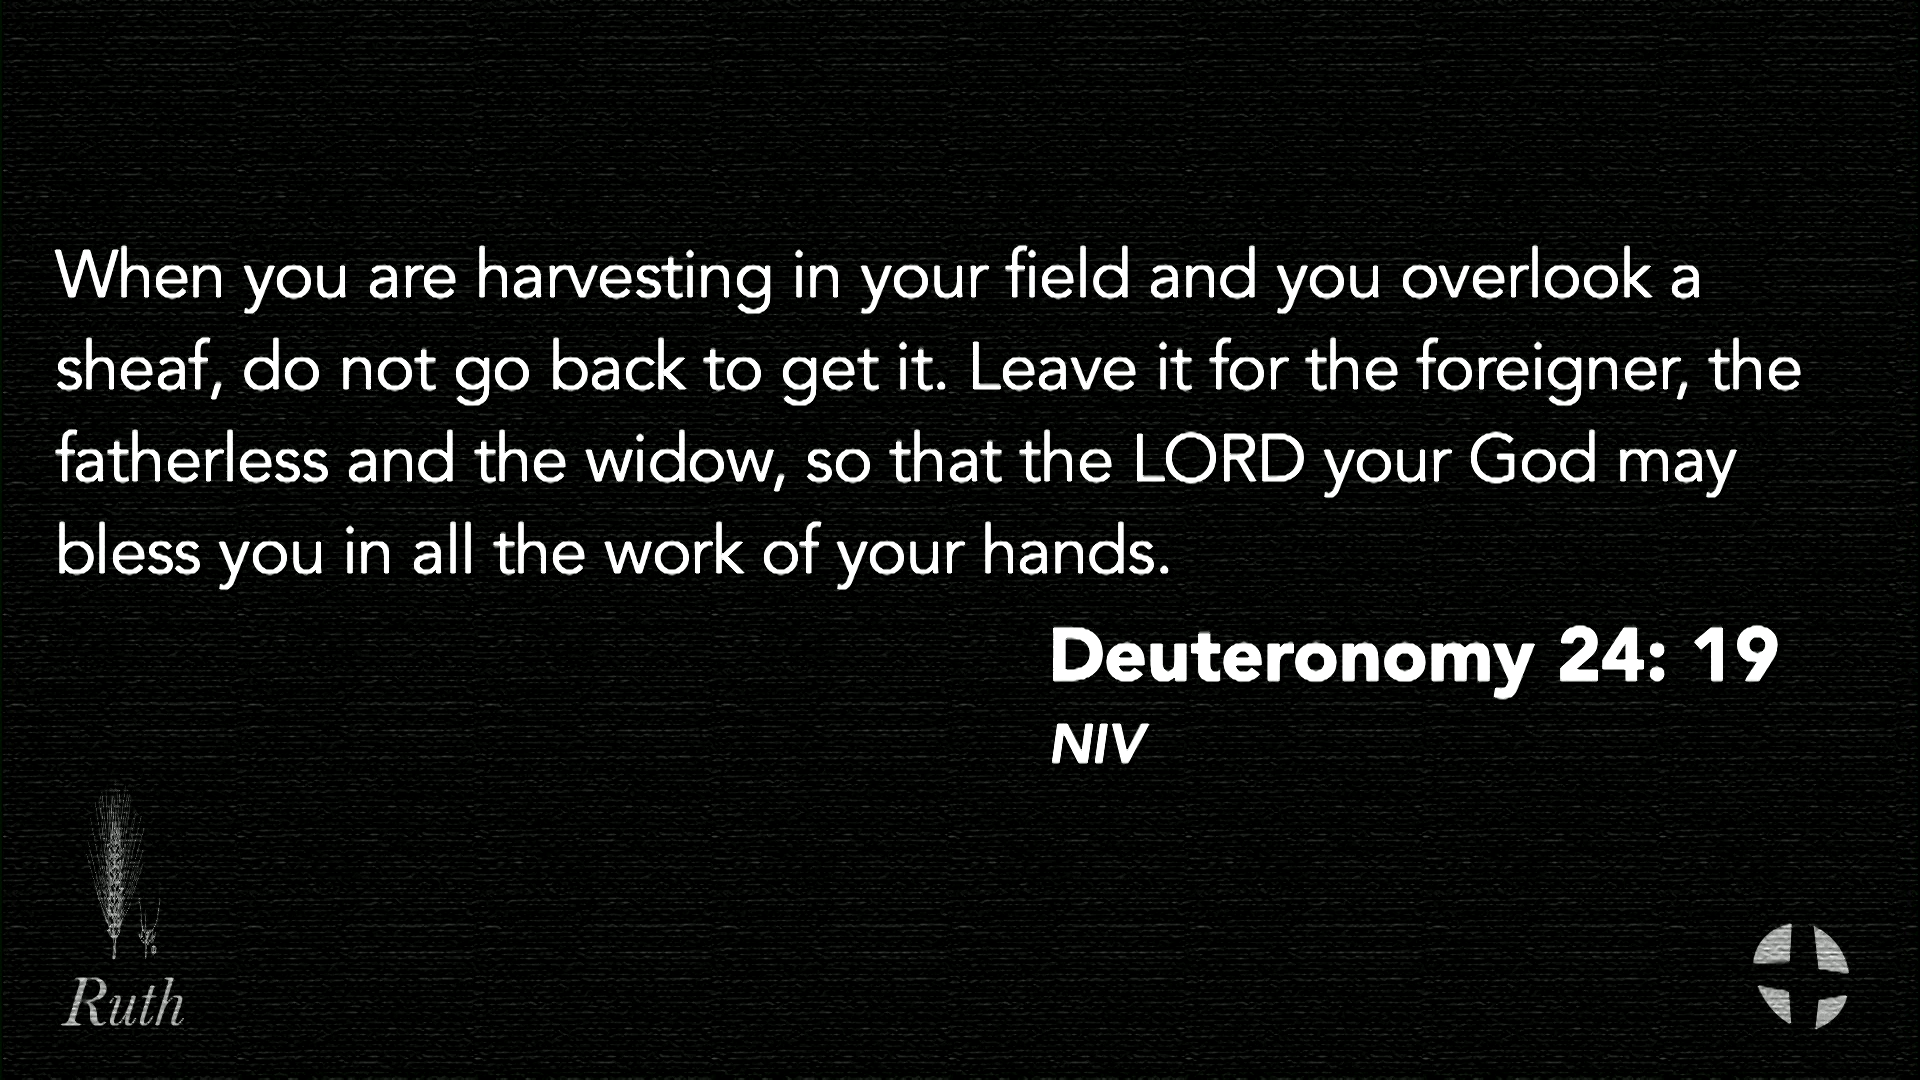 When you are harvesting in your field and you overlook a
sheaf, do not go back to get it. Leave it for the foreigner, the
fatherless and the widow, so that the LORD your God may
bless you in all the work of your hands.
Deuteronomy 24: 19
NIV
Ruth